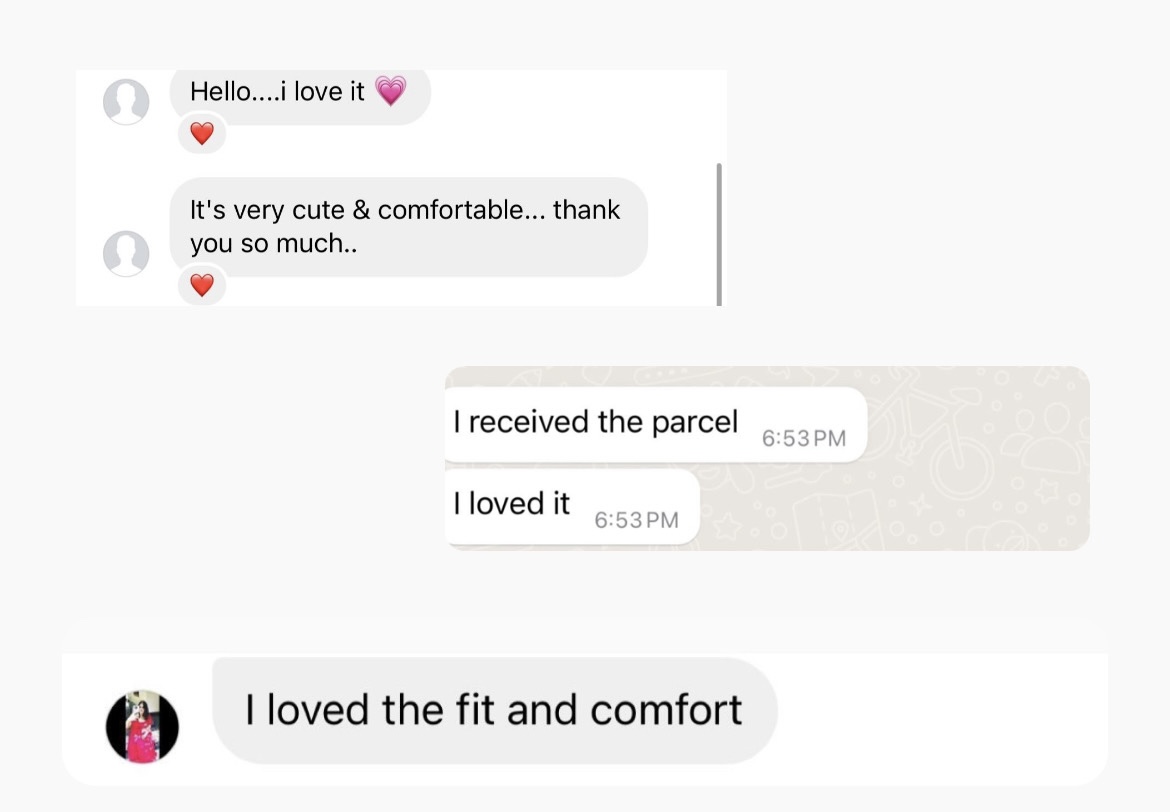 Hello....i love it 💗
❤️
It's very cute & comfortable... thank
you so much..
❤️
I received the parcel 6:53 PM
I loved it 6:53 PM
I loved the fit and comfort